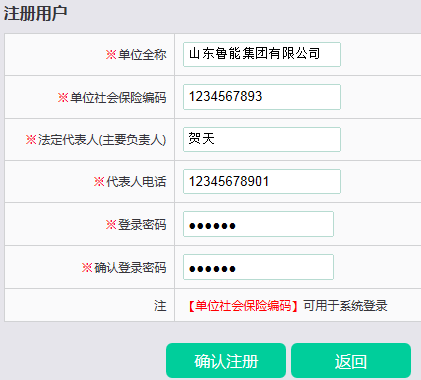 注册用户
※单位全称 山东鲁能集团有限公司
※单位社会保险编码 1234567893
※法定代表人(主要负责人) 贺天
※代表人电话 12345678901
※登录密码 ●●●●●●
※确认登录密码 ●●●●●●
注 【单位社会保险编码】可用于系统登录
确认注册 返回